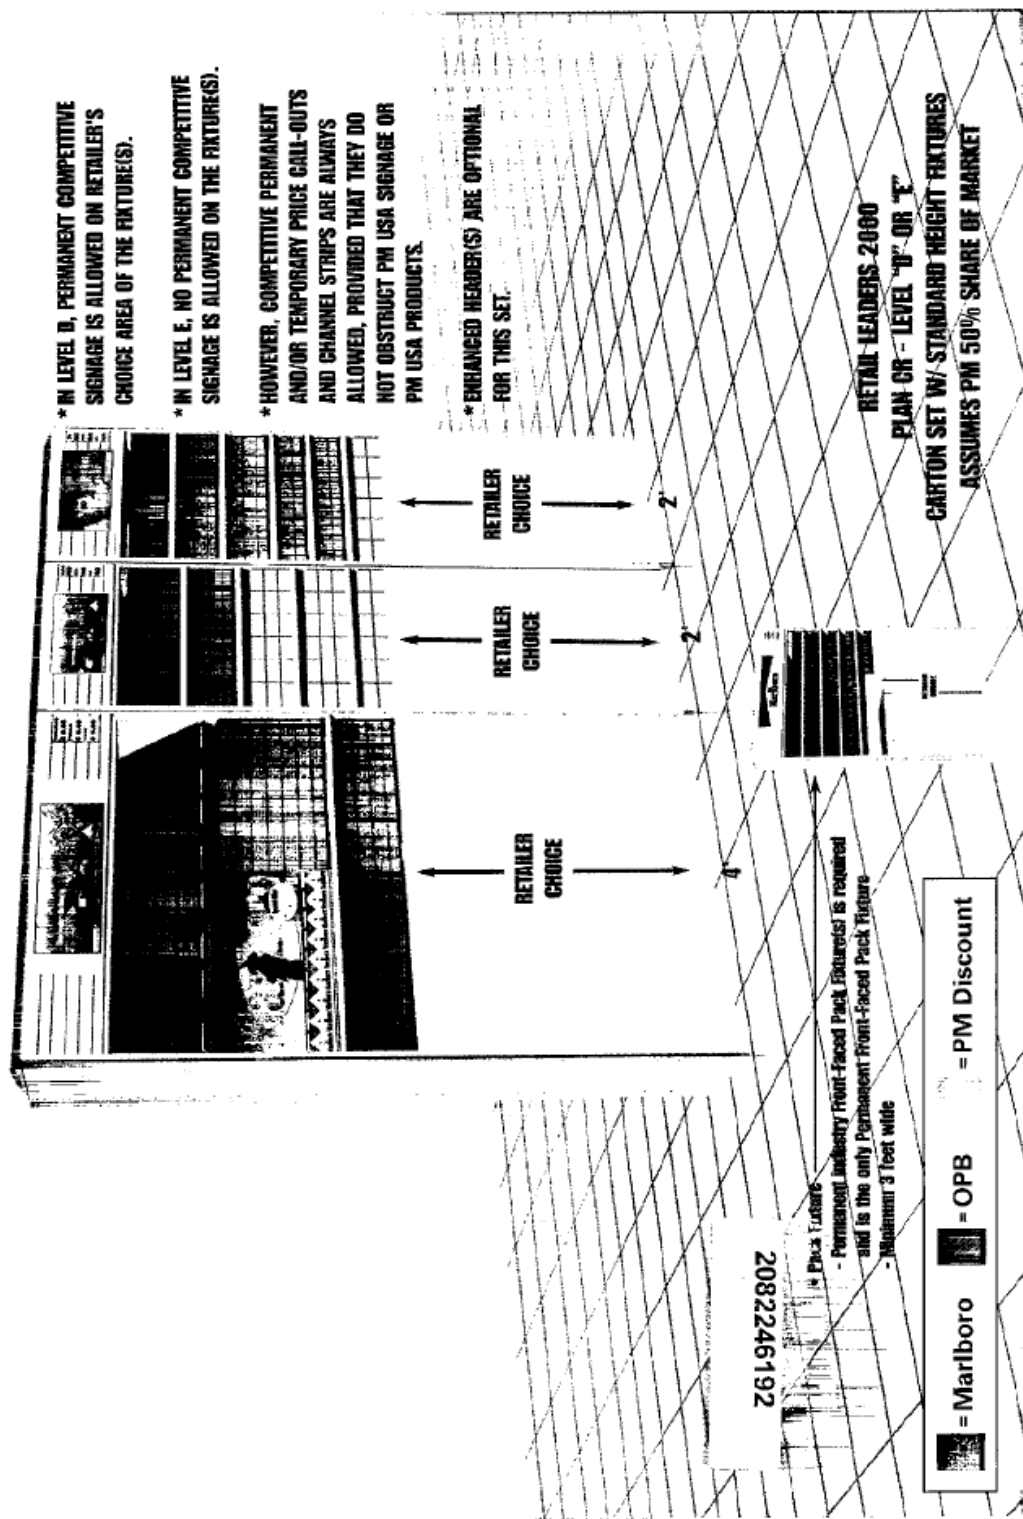 * IN LEVEL D, PERMANENT COMPETITIVE
SIGNAGE IS ALLOWED ON RETAILER'S
CHOICE AREA OF THE FIXTURE(S).
* IN LEVEL E, NO PERMANENT COMPETITIVE
SIGNAGE IS ALLOWED ON THE FIXTURE(S).
* HOWEVER, COMPETITIVE PERMANENT
AND/OR TEMPORARY PRICE CALL-OUTS
AND CHANNEL STRIPS ARE ALWAYS
ALLOWED, PROVIDED THAT THEY DO
NOT OBSTRUCT PM USA SIGNAGE OR
PM USA PRODUCTS.
* ENHANCED HEADER(S) ARE OPTIONAL
FOR THIS SET.
RETAILER
CHOICE
RETAILER
CHOICE
RETAILER
CHOICE
4'
2'
2'
RETAIL LEADERS 2000
PLAN CR - LEVEL "D" OR "E"
CARTON SET W/ STANDARD HEIGHT FIXTURES
ASSUMES PM 50% SHARE OF MARKET
Marlboro
* Pack Fixture
- Permanent industry Front-Faced Pack Fixture(s) is required
and is the only Permanent Front-Faced Pack Fixture
- Minimum 3 feet wide
2082246192
= Marlboro
= OPB
= PM Discount